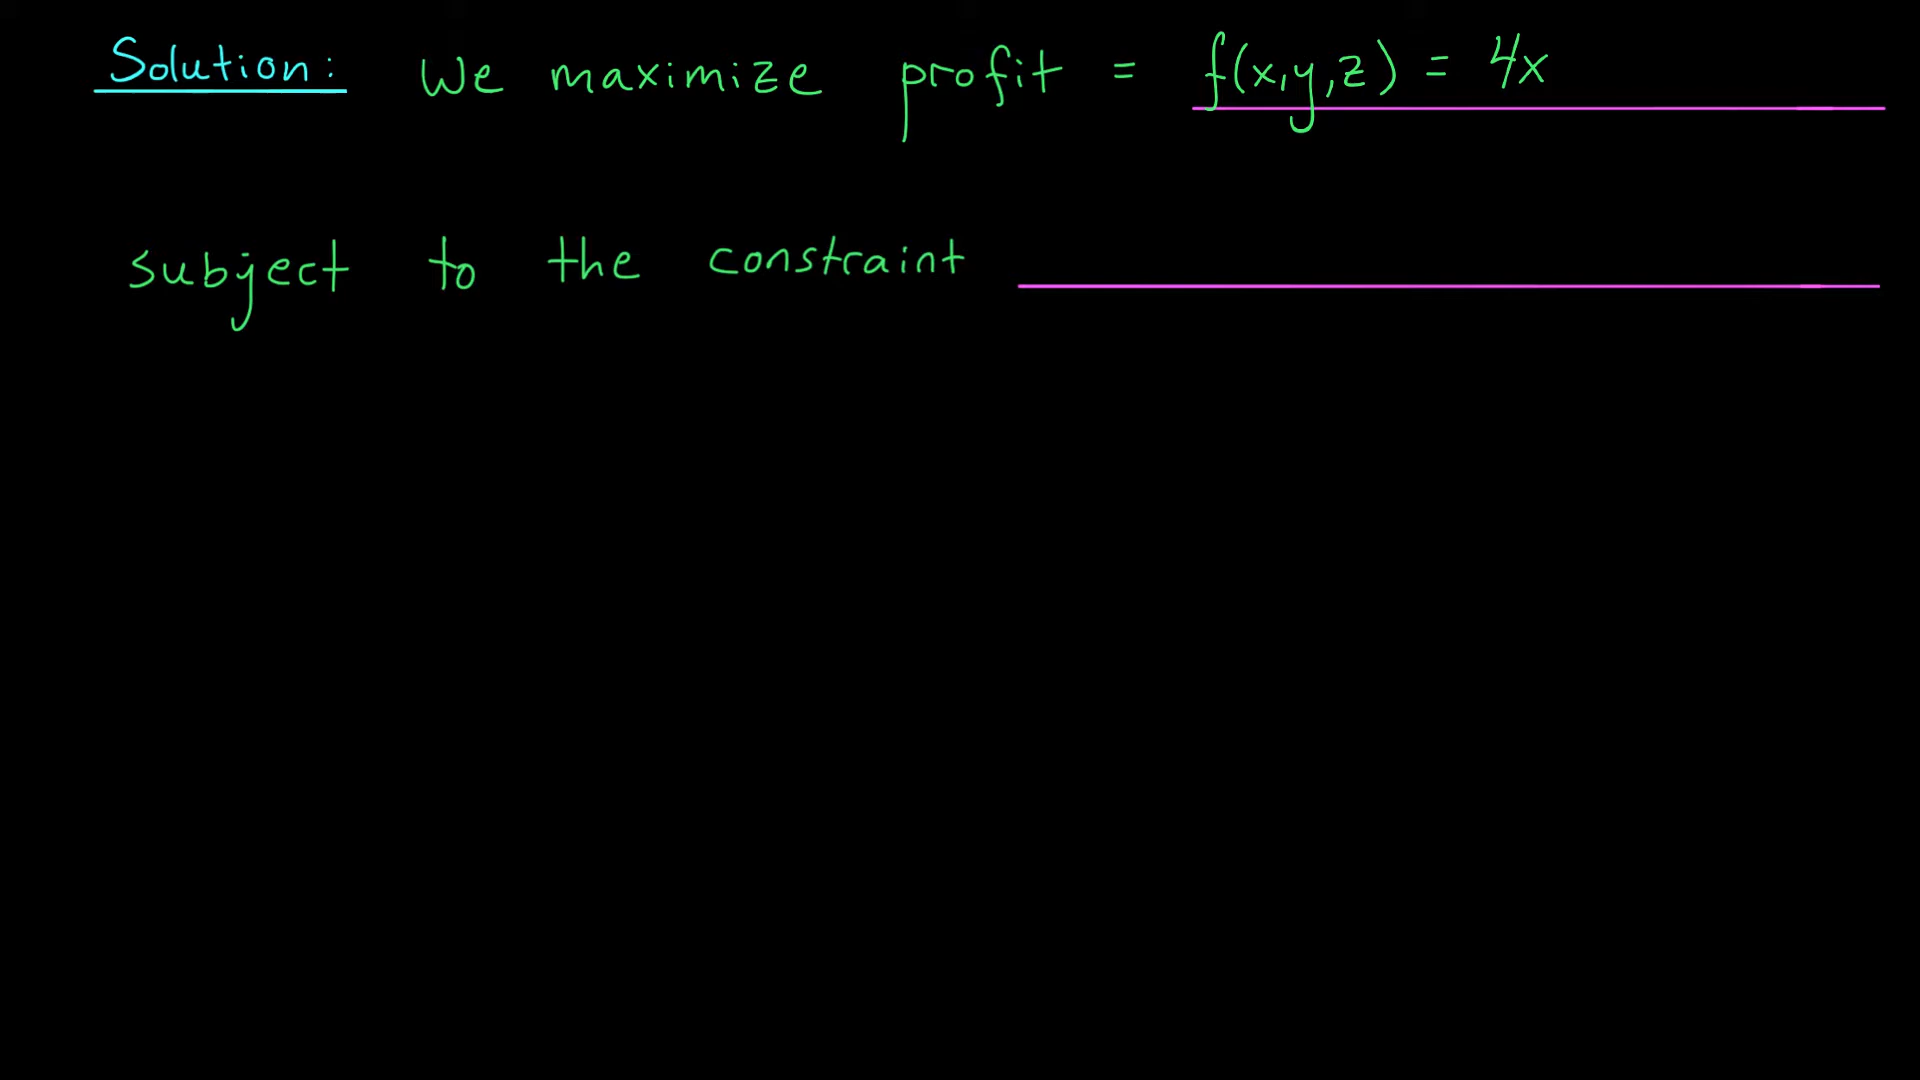 Solution: We maximize profit = f(x,y,z) = 4x
subject to the constraint